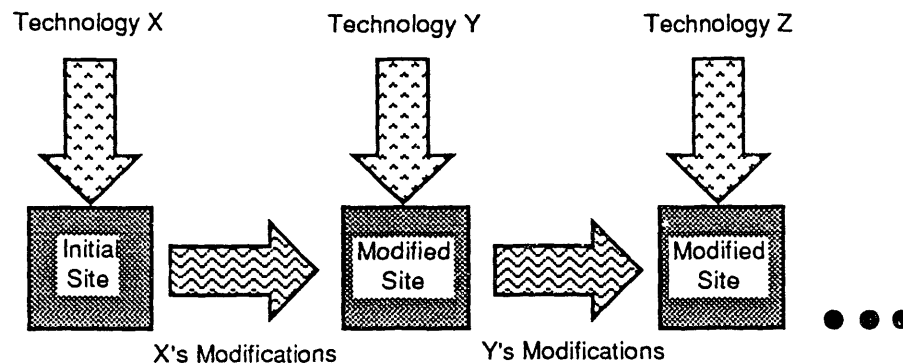 Technology X
Technology Y
Technology Z
Initial
Site
Modified
Site
Modified
Site
X's Modifications
Y's Modifications